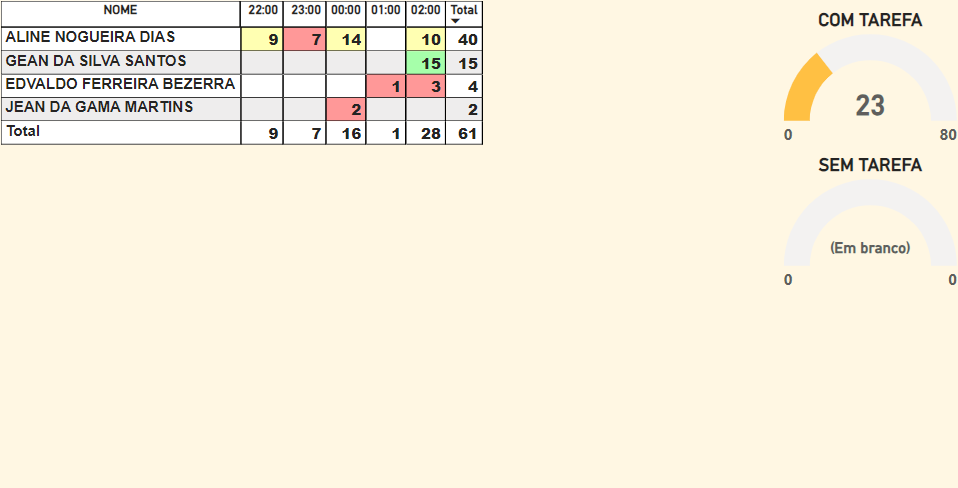 NOME 22:00 23:00 00:00 01:00 02:00 Total
ALINE NOGUEIRA DIAS 9 7 14 10 40
GEAN DA SILVA SANTOS 15 15
EDVALDO FERREIRA BEZERRA 1 3 4
JEAN DA GAMA MARTINS 2 2
Total 9 7 16 1 28 61
COM TAREFA
23
0 80
SEM TAREFA
(Em branco)
0 0